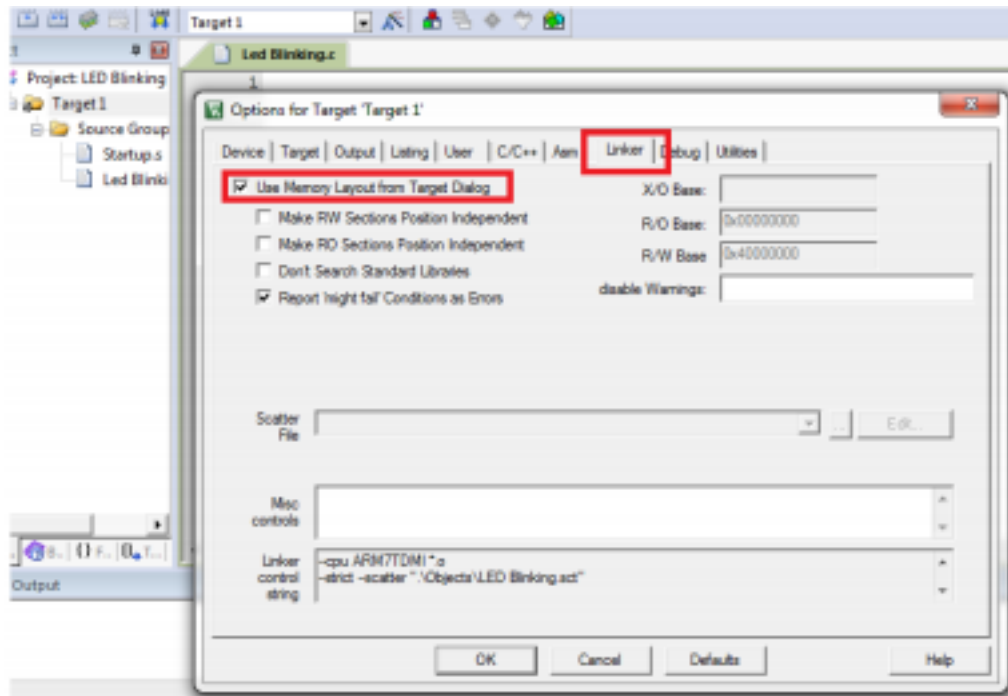 Target 1
Led Blinking.c
Project: LED Blinking
1
Target 1
Source Group
Startup.s
Led Blinki
Options for Target 'Target 1'
Device Target Output Listing User C/C++ Asm Linker Debug Utilities
Use Memory Layout from Target Dialog
X/O Base:
Make RW Sections Position Independent
R/O Base: 0x00000000
Make RO Sections Position Independent
R/W Base 0x40000000
Don't Search Standard Libraries
disable Warnings:
Report 'might fail' Conditions as Errors
Scatter
File
... Edit...
Misc
controls
B... {} F... 0 T...
Linker
control
string
--cpu ARM7TDMI *.o
--strict --scatter ".\Objects\LED Blinking.sct"
Output
OK Cancel Defaults Help